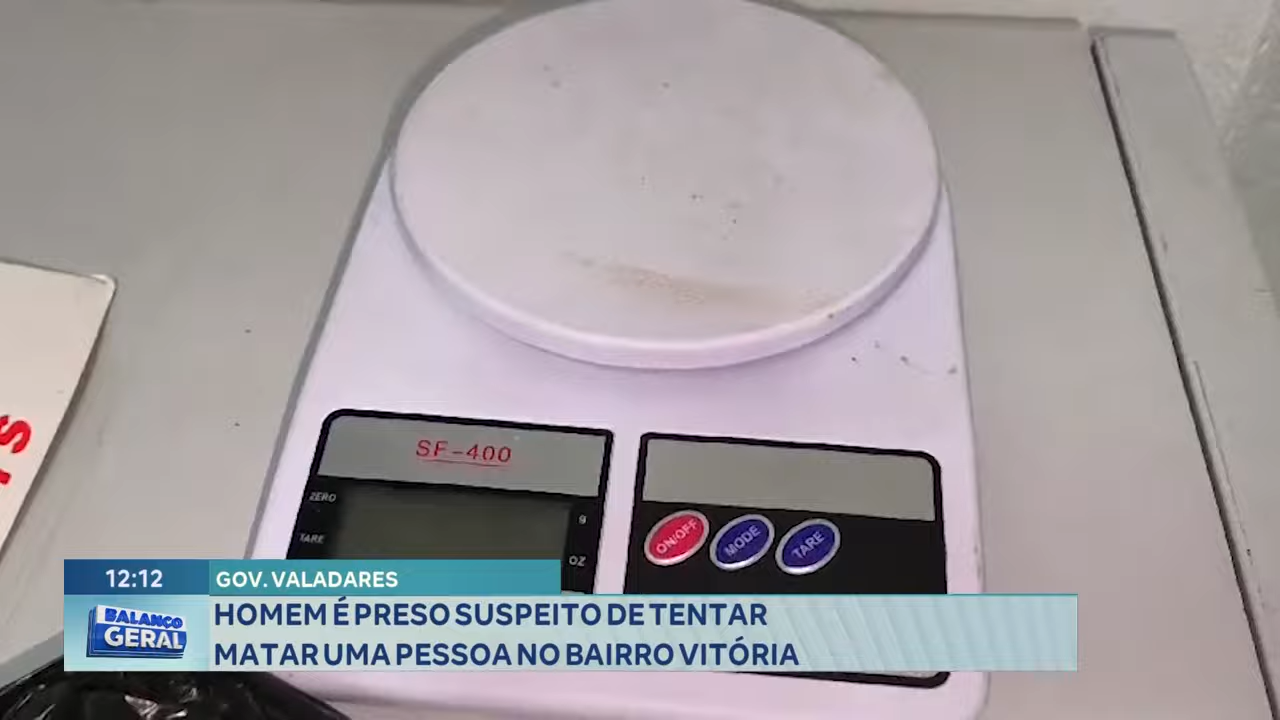 SF-400
ZERO
g
TARE
OZ
ON/OFF
MODE
TARE
12:12
GOV. VALADARES
BALANÇO
GERAL
HOMEM É PRESO SUSPEITO DE TENTAR
MATAR UMA PESSOA NO BAIRRO VITÓRIA